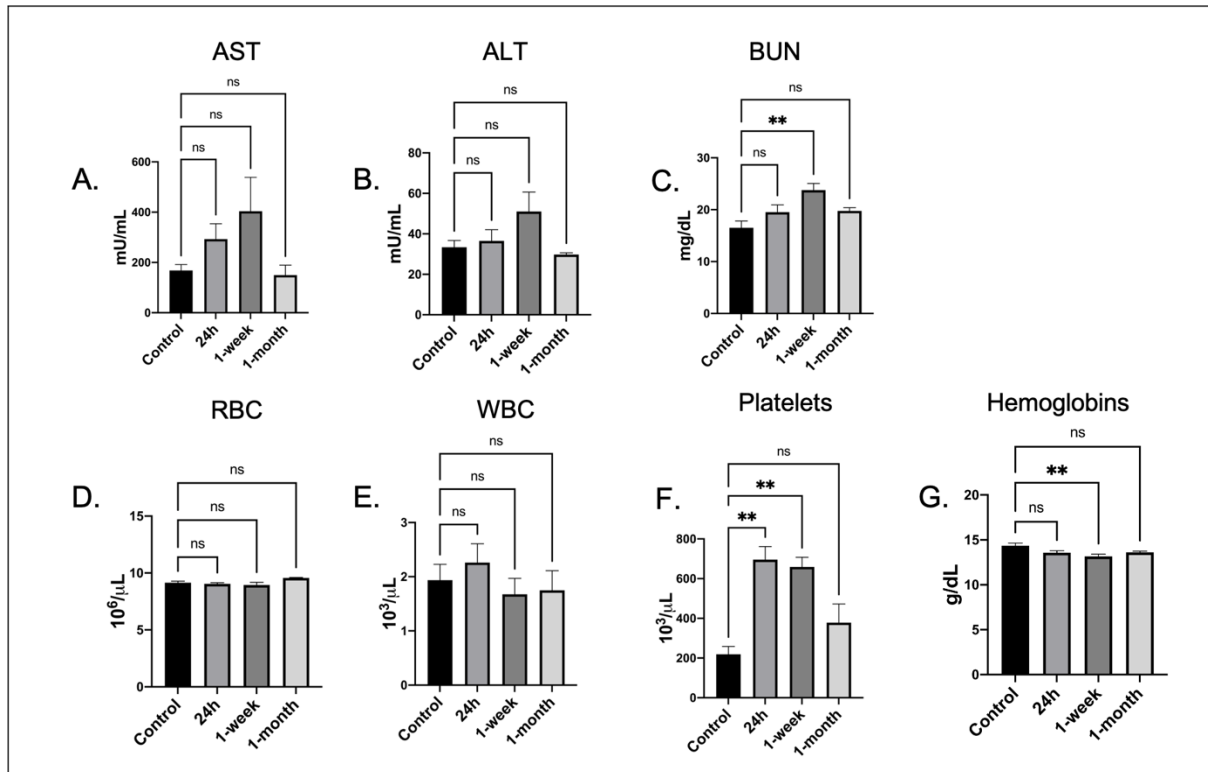 AST
ns
ns
ns
A.
mU/mL
600
400
200
0
Control
24h
1-week
1-month
ALT
ns
ns
ns
B.
mU/mL
80
60
40
20
0
Control
24h
1-week
1-month
BUN
ns
**
ns
C.
mg/dL
30
20
10
0
Control
24h
1-week
1-month
RBC
ns
ns
ns
D.
10⁶/μL
15
10
5
0
Control
24h
1-week
1-month
WBC
ns
ns
ns
E.
10³/μL
3
2
1
0
Control
24h
1-week
1-month
Platelets
ns
**
**
F.
10³/μL
800
600
400
200
0
Control
24h
1-week
1-month
Hemoglobins
ns
**
ns
G.
g/dL
20
15
10
5
0
Control
24h
1-week
1-month